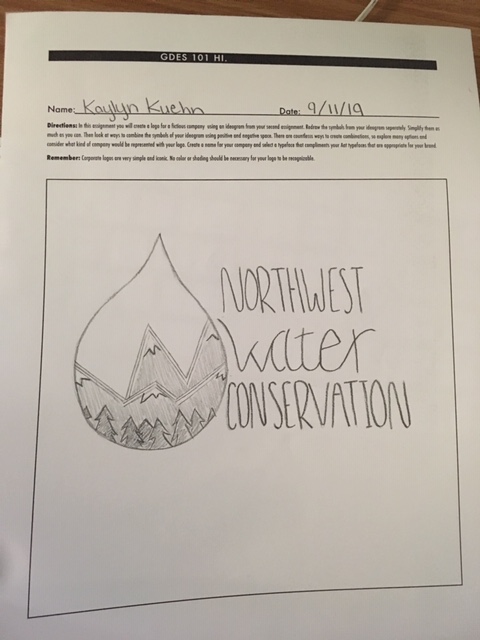 GDES 101 HI.
Name: Kaylyn Kuehn Date: 9/11/19
Directions: In this assignment you will create a logo for a fictious company using an ideogram from your second assignment. Redraw the symbols from your ideogram seperately. Simplify them as
much as you can. Then look at ways to combine the symbols of your ideogram using positive and negative space. There are countless ways to create combinations, so explore many options and
consider what kind of company would be represented with your logo. Create a name for your company and select a typeface that compliments your typefaces that are appropriate for your brand.
Remember: Corporate logos are very simple and iconic. No color or shading should be necessary for your logo to be recognizable.
NORTHWEST
water
CONSERVATION